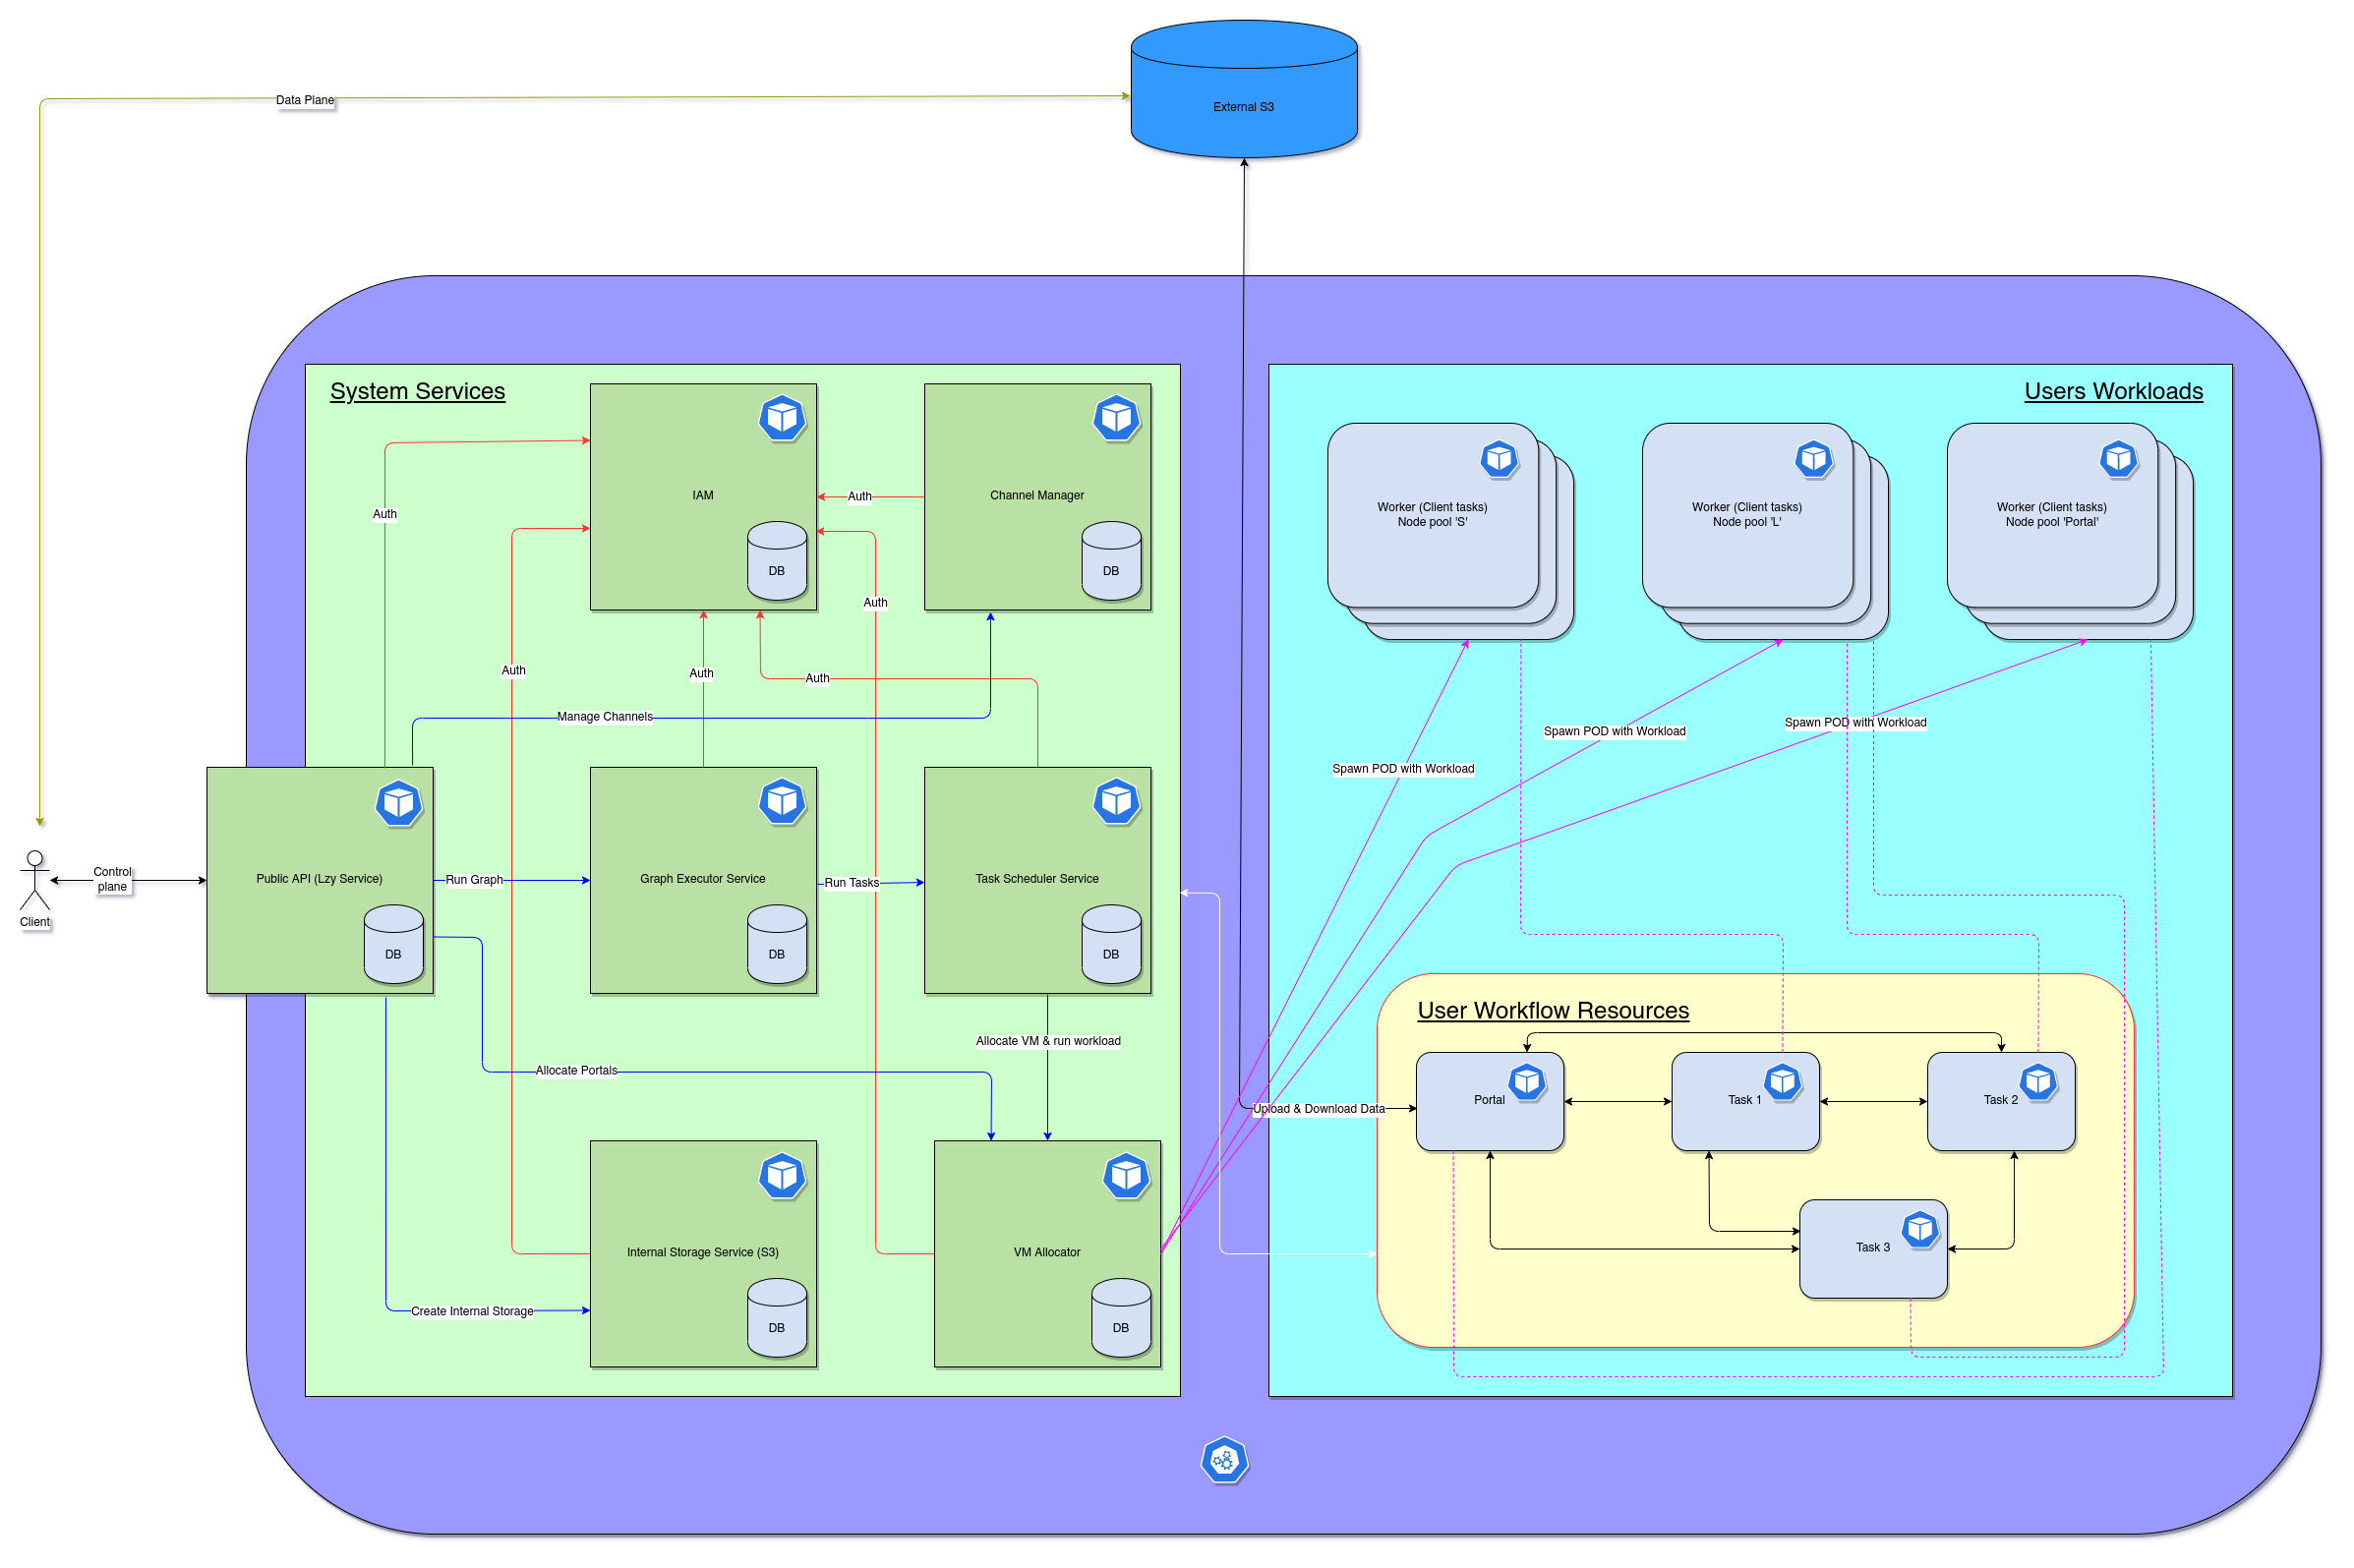 External S3
Data Plane
System Services
Users Workloads
IAM
DB
Channel Manager
DB
Auth
Auth
Auth
Auth
Auth
Auth
Manage Channels
Worker (Client tasks)
Node pool 'S'
Worker (Client tasks)
Node pool 'L'
Worker (Client tasks)
Node pool 'Portal'
Spawn POD with Workload
Spawn POD with Workload
Spawn POD with Workload
Client
Control
plane
Public API (Lzy Service)
DB
Run Graph
Graph Executor Service
DB
Run Tasks
Task Scheduler Service
DB
Allocate VM & run workload
Allocate Portals
Create Internal Storage
Internal Storage Service (S3)
DB
VM Allocator
DB
Upload & Download Data
User Workflow Resources
Portal
Task 1
Task 2
Task 3